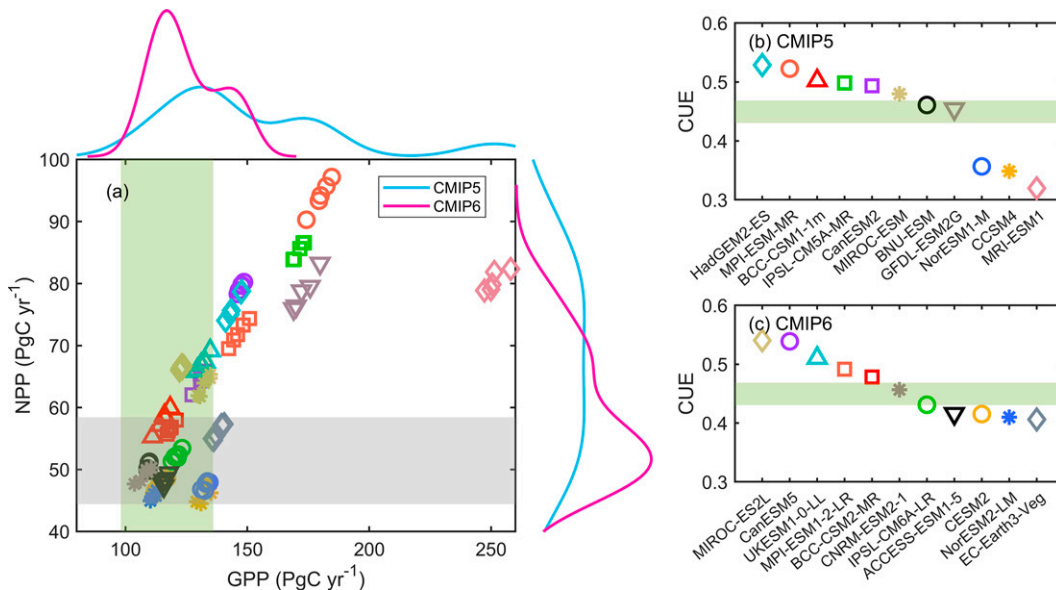 (a)
CMIP5
CMIP6
100
90
80
70
60
50
40
NPP (PgC yr⁻¹)
100
150
200
250
GPP (PgC yr⁻¹)
(b) CMIP5
0.6
0.5
0.4
0.3
CUE
HadGEM2-ES
MPI-ESM-MR
BCC-CSM1-1m
IPSL-CM5A-MR
CanESM2
MIROC-ESM
BNU-ESM
GFDL-ESM2G
NorESM1-M
CCSM4
MRI-ESM1
(c) CMIP6
0.6
0.5
0.4
0.3
CUE
MIROC-ES2L
CanESM5
UKESM1-0-LL
MPI-ESM1-2-LR
BCC-CSM2-MR
CNRM-ESM2-1
IPSL-CM6A-LR
ACCESS-ESM1-5
CESM2
NorESM2-LM
EC-Earth3-Veg